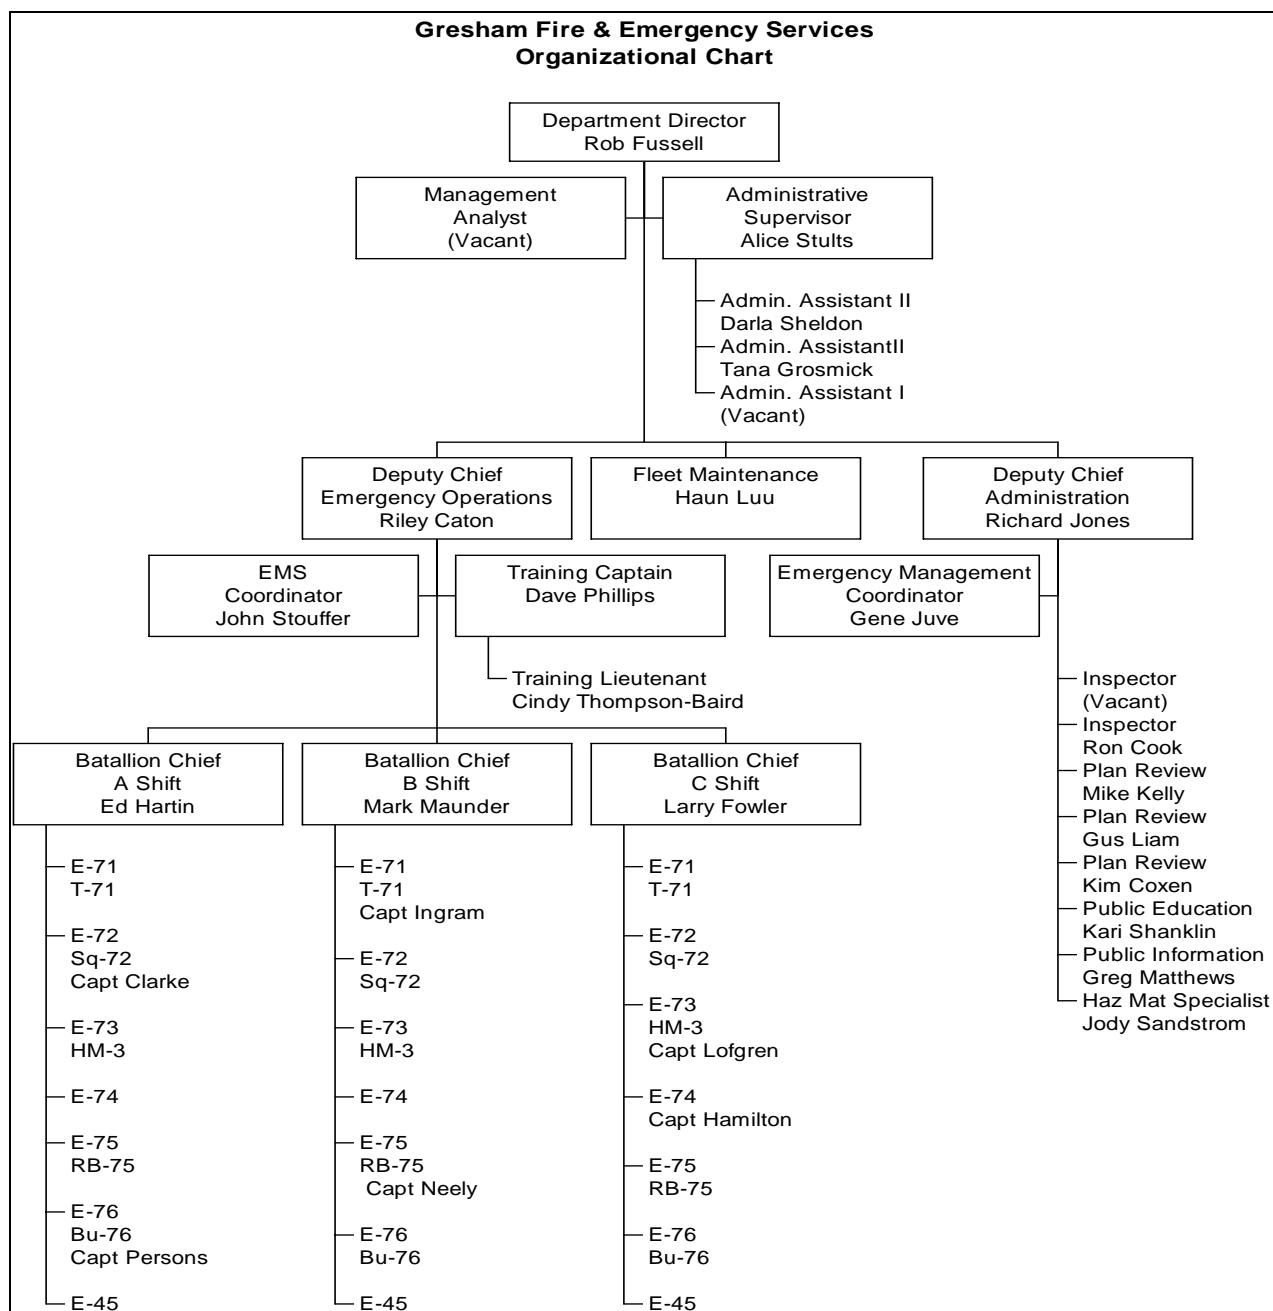 Gresham Fire & Emergency Services
Organizational Chart
Department Director
Rob Fussell
Management
Analyst
(Vacant)
Administrative
Supervisor
Alice Stults
Admin. Assistant II
Darla Sheldon
Admin. AssistantII
Tana Grosmick
Admin. Assistant I
(Vacant)
Deputy Chief
Emergency Operations
Riley Caton
Fleet Maintenance
Haun Luu
Deputy Chief
Administration
Richard Jones
EMS
Coordinator
John Stouffer
Training Captain
Dave Phillips
Training Lieutenant
Cindy Thompson-Baird
Emergency Management
Coordinator
Gene Juve
Inspector
(Vacant)
Inspector
Ron Cook
Plan Review
Mike Kelly
Plan Review
Gus Liam
Plan Review
Kim Coxen
Public Education
Kari Shanklin
Public Information
Greg Matthews
Haz Mat Specialist
Jody Sandstrom
Batallion Chief
A Shift
Ed Hartin
E-71
T-71
E-72
Sq-72
Capt Clarke
E-73
HM-3
E-74
E-75
RB-75
E-76
Bu-76
Capt Persons
E-45
Batallion Chief
B Shift
Mark Maunder
E-71
T-71
Capt Ingram
E-72
Sq-72
E-73
HM-3
E-74
E-75
RB-75
Capt Neely
E-76
Bu-76
E-45
Batallion Chief
C Shift
Larry Fowler
E-71
T-71
E-72
Sq-72
E-73
HM-3
Capt Lofgren
E-74
Capt Hamilton
E-75
RB-75
E-76
Bu-76
E-45